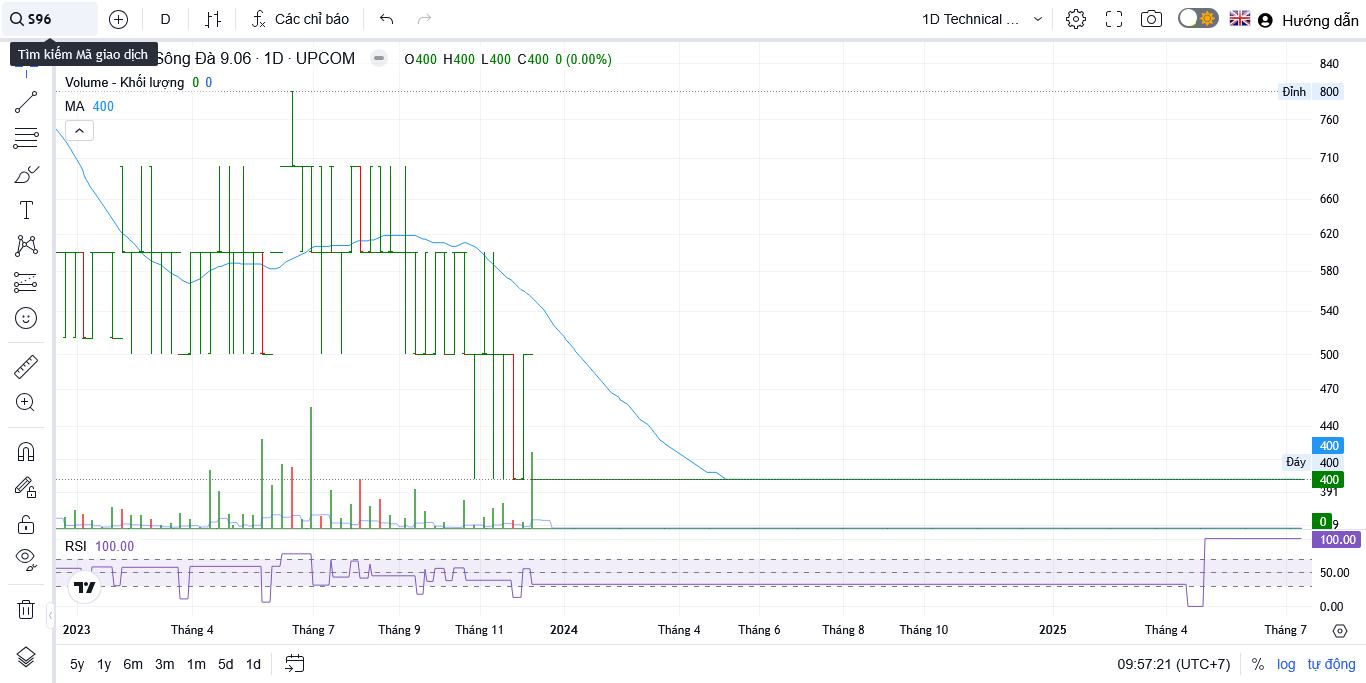 S96
D
Các chỉ báo
1D Technical ...
Hướng dẫn
Tìm kiếm Mã giao dịch
Sông Đà 9.06 · 1D · UPCOM
O400 H400 L400 C400 0 (0.00%)
Volume - Khối lượng 0 0
MA 400
840
Đỉnh 800
760
710
660
620
580
540
500
470
440
400
Đáy 400
400
391
0
9
RSI 100.00
100.00
50.00
0.00
2023 Tháng 4 Tháng 7 Tháng 9 Tháng 11 2024 Tháng 4 Tháng 6 Tháng 8 Tháng 10 2025 Tháng 4 Tháng 7
5y 1y 6m 3m 1m 5d 1d
09:57:21 (UTC+7) % log tự động